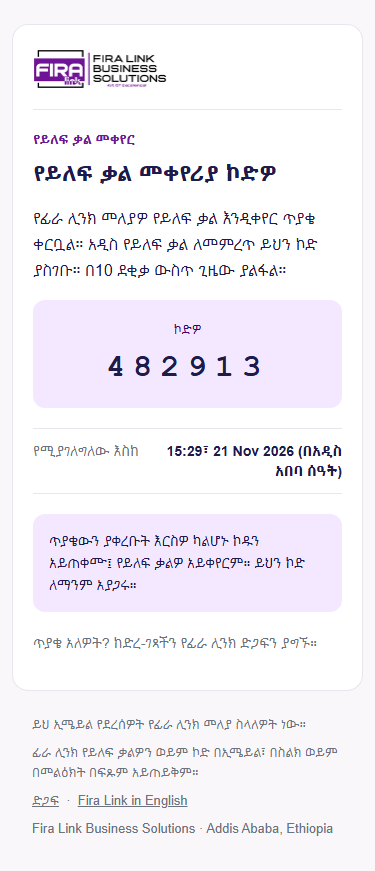 FIRA
link
FIRA LINK
BUSINESS
SOLUTIONS
የይለፍ ቃል መቀየር
የይለፍ ቃል መቀየሪያ ኮድዎ
የፊራ ሊንክ መለያዎ የይለፍ ቃል እንዲቀየር ጥያቄ
ቀርቧል። አዲስ የይለፍ ቃል ለመምረጥ ይህን ኮድ
ያስገቡ። በ10 ደቂቃ ውስጥ ጊዜው ያልፋል።
ኮድዎ
482913
የሚያገለግለው እስከ
15:29፣ 21 Nov 2026 (በአዲስ
አበባ ሰዓት)
ጥያቄውን ያቀረቡት እርስዎ ካልሆኑ ኮዱን
አይጠቀሙ፤ የይለፍ ቃልዎ አይቀየርም። ይህን ኮድ
ለማንም አያጋሩ።
ጥያቄ አለዎት? ከድረ-ገጻችን የፊራ ሊንክ ድጋፍን ያግኙ።
ይህ ኢሜይል የደረሰዎት የፊራ ሊንክ መለያ ስላለዎት ነው።
ፊራ ሊንክ የይለፍ ቃልዎን ወይም ኮድ በኢሜይል፣ በስልክ ወይም
በመልዕክት በፍጹም አይጠይቅም።
ድጋፍ · Fira Link in English
Fira Link Business Solutions · Addis Ababa, Ethiopia